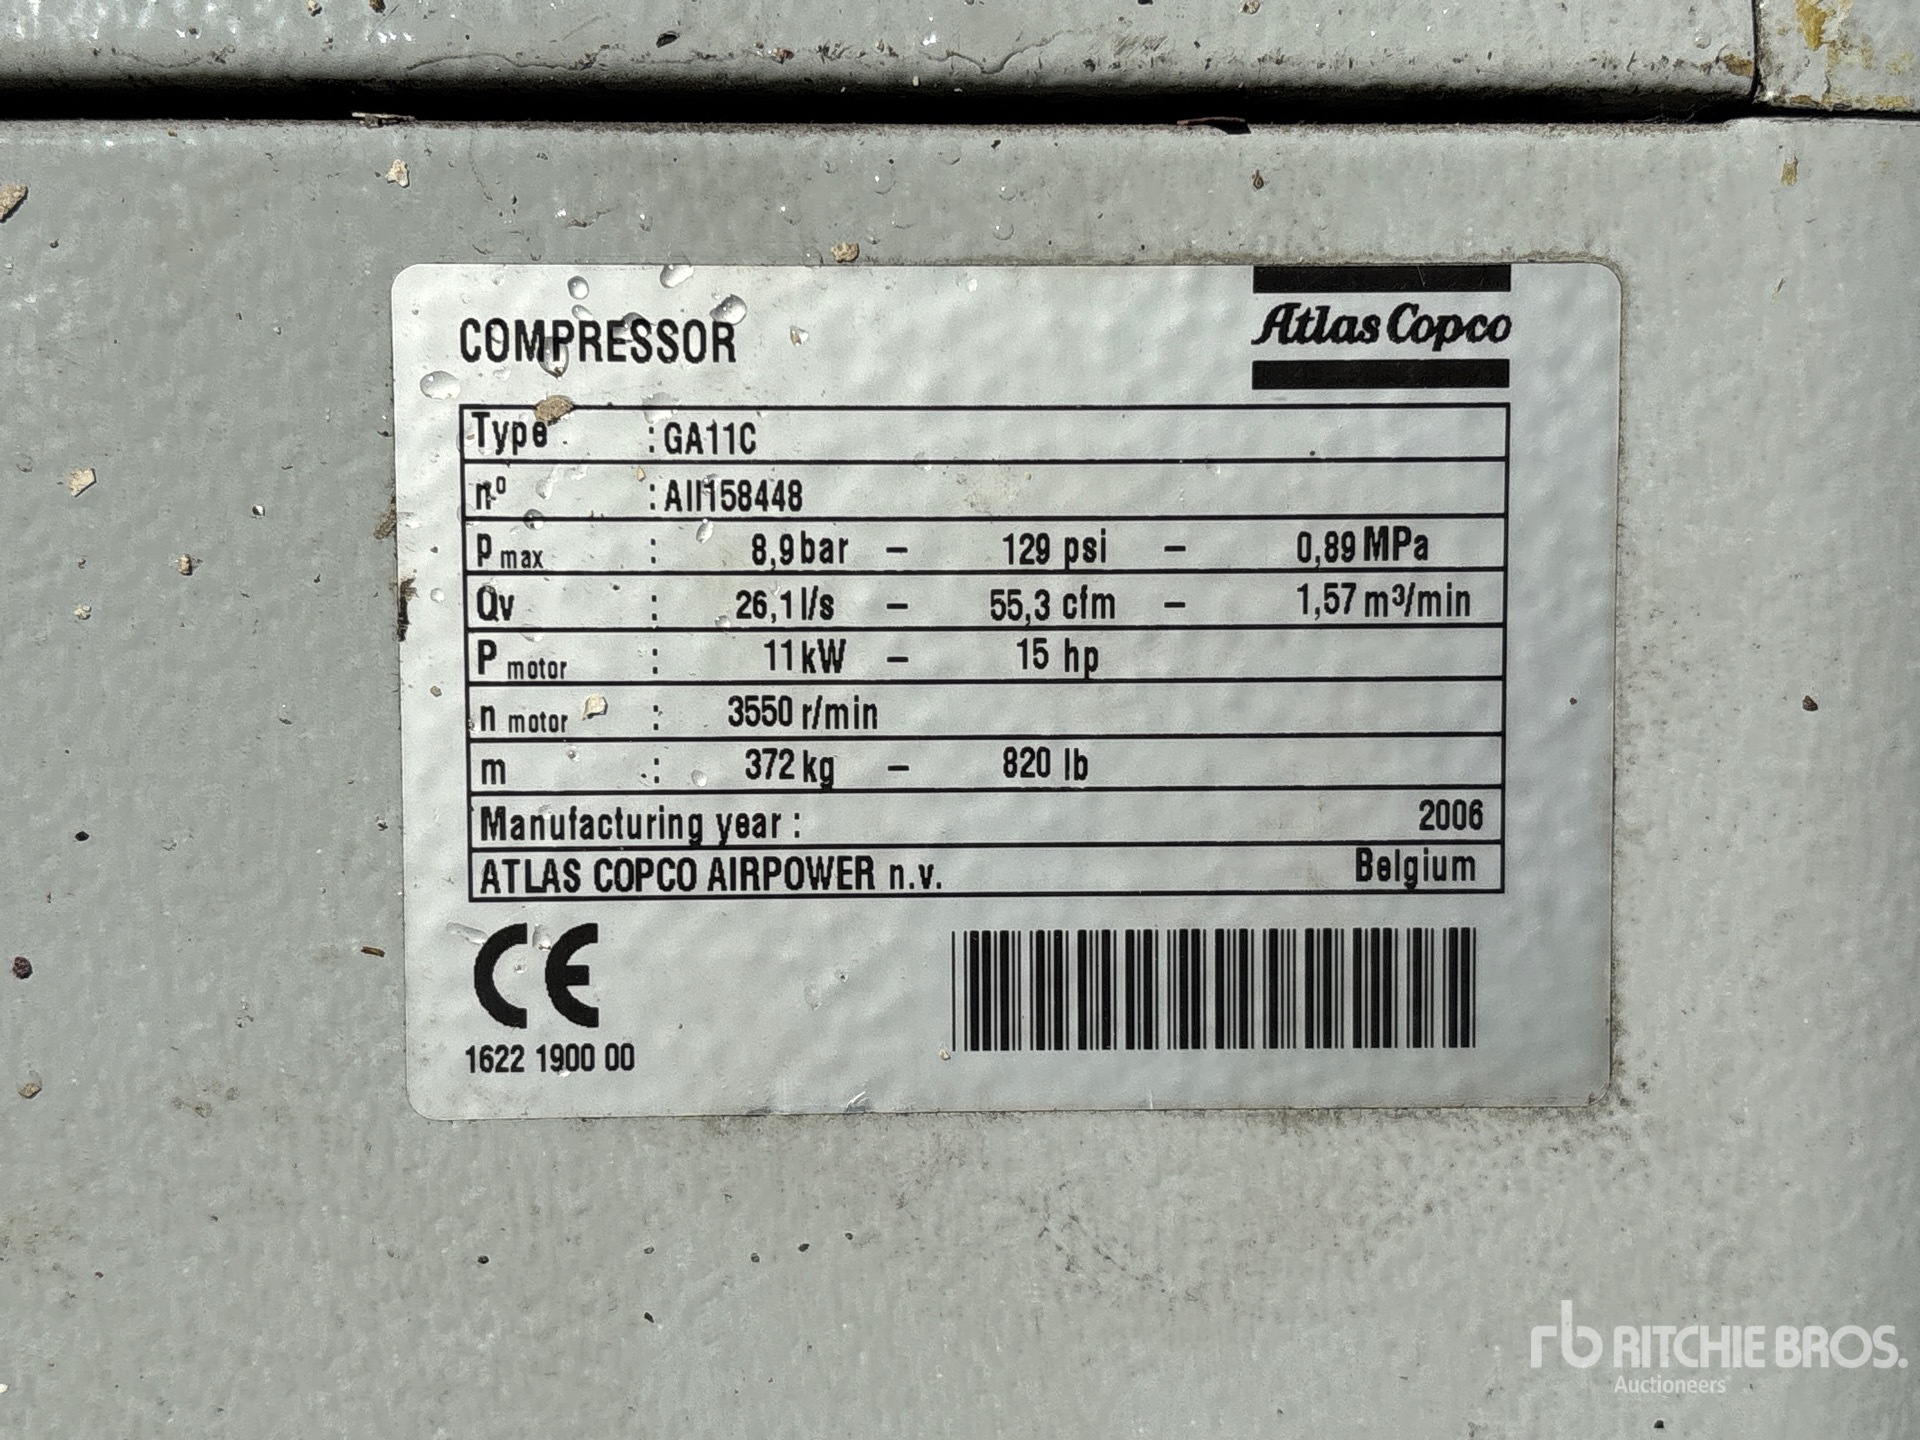 COMPRESSOR
Atlas Copco
Type : GA11C
nº : AII158448
P max : 8,9 bar – 129 psi – 0,89 MPa
Qv : 26,1 l/s – 55,3 cfm – 1,57 m³/min
P motor : 11 kW – 15 hp
n motor : 3550 r/min
m : 372 kg – 820 lb
Manufacturing year : 2006
ATLAS COPCO AIRPOWER n.v. Belgium
CE
1622 1900 00
rb RITCHIE BROS.
Auctioneers